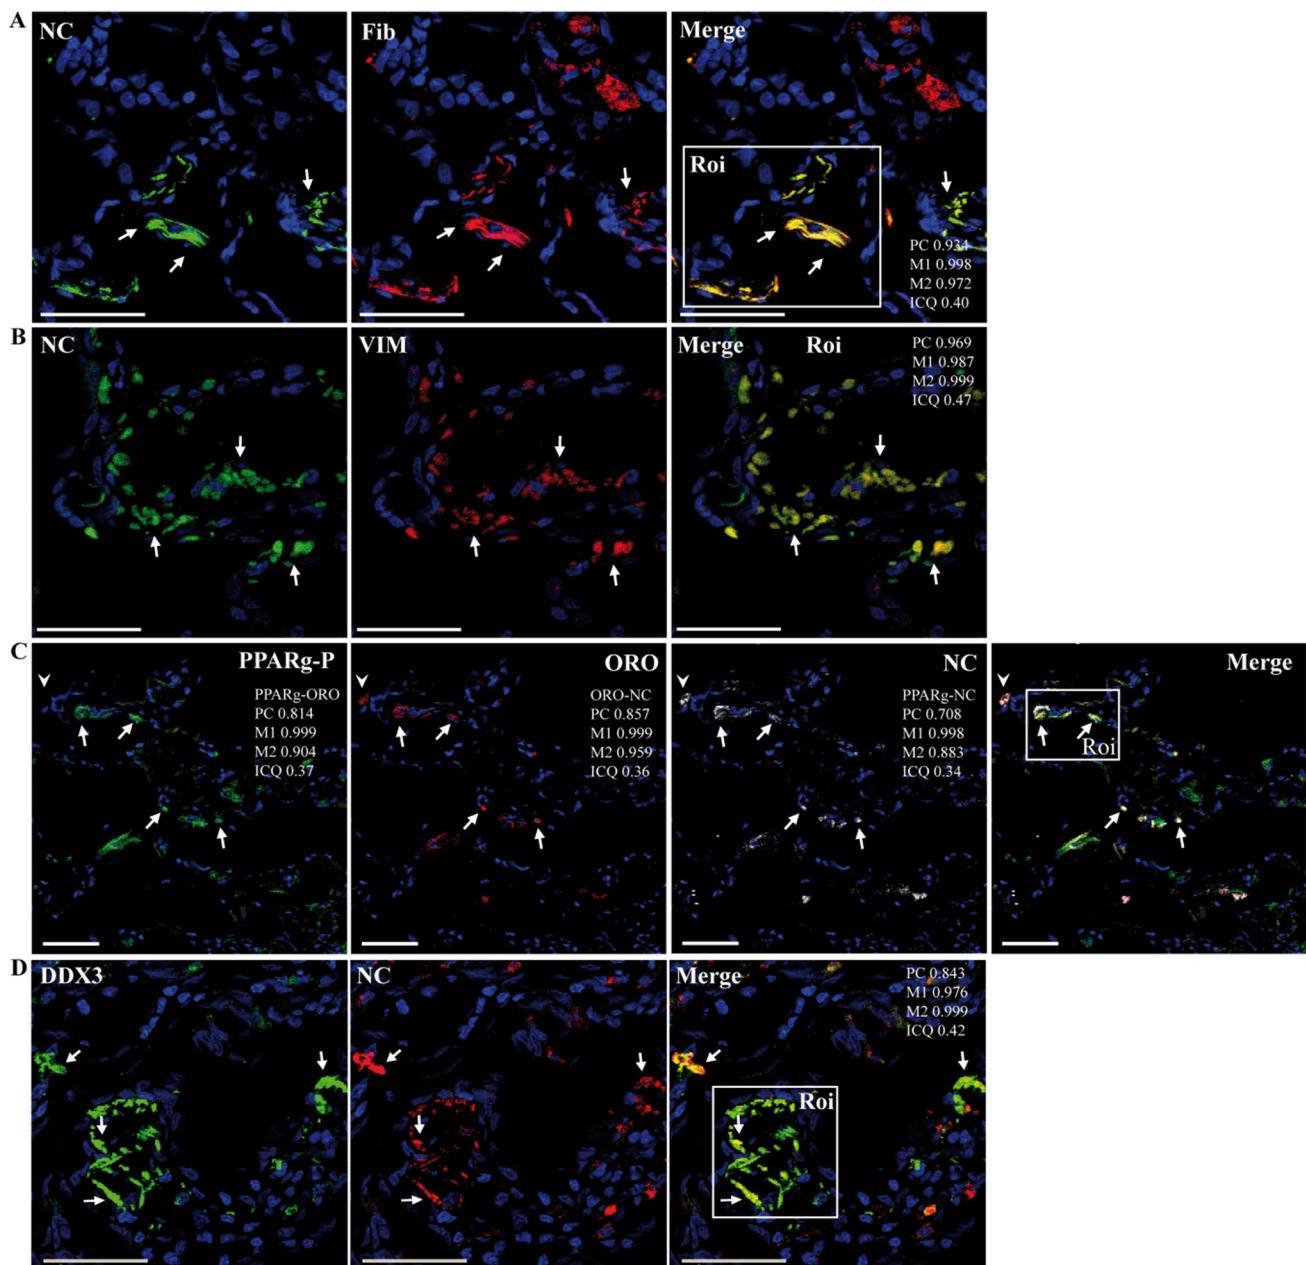 A
NC
Fib
Merge
Roi
PC 0.934
M1 0.998
M2 0.972
ICQ 0.40
B
NC
VIM
Merge
Roi
PC 0.969
M1 0.987
M2 0.999
ICQ 0.47
C
PPARg-P
PPARg-ORO
PC 0.814
M1 0.999
M2 0.904
ICQ 0.37
ORO
ORO-NC
PC 0.857
M1 0.999
M2 0.959
ICQ 0.36
NC
PPARg-NC
PC 0.708
M1 0.998
M2 0.883
ICQ 0.34
Merge
Roi
D
DDX3
NC
Merge
PC 0.843
M1 0.976
M2 0.999
ICQ 0.42
Roi